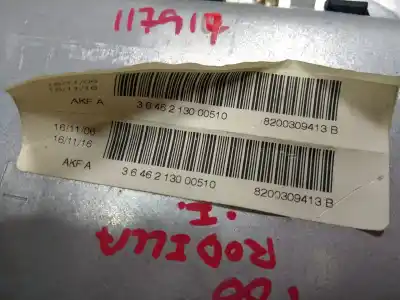 117917
16/11/06
16/11/16
AKF A
3 6 46 2 130 00510
8200309413 B
16/11/06
16/11/16
AKF A
3 6 46 2 130 00510
8200309413 B
.I.
RODILLA